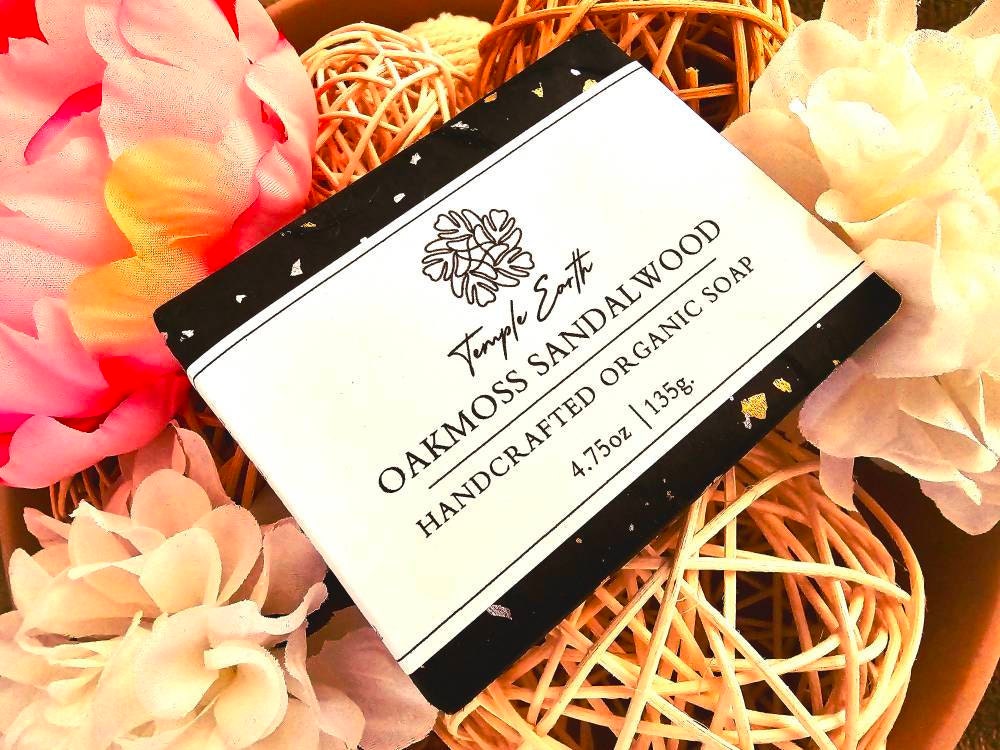 Temple Earth
OAKMOSS SANDALWOOD
HANDCRAFTED ORGANIC SOAP
4.75oz | 135g.